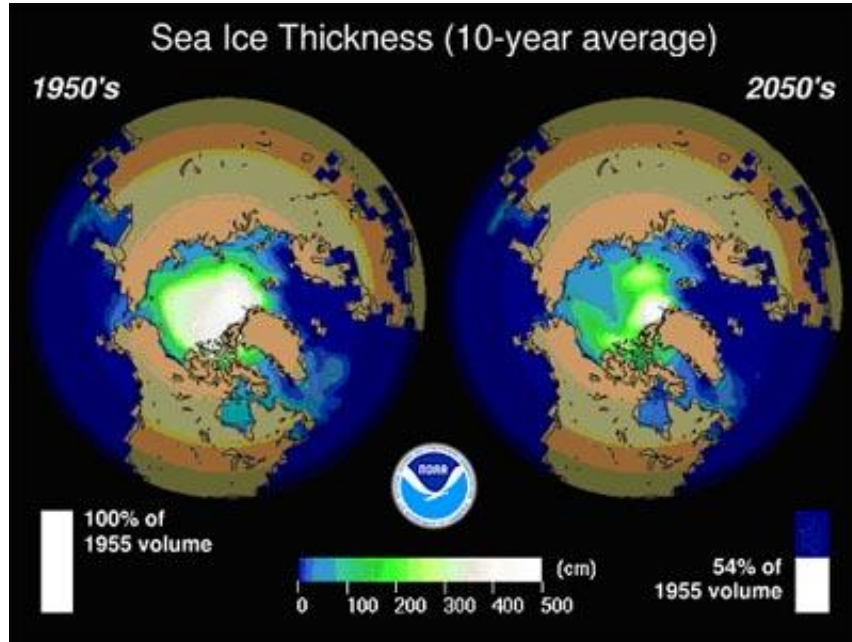 Sea Ice Thickness (10-year average)
1950's
2050's
NOAA
100% of
1955 volume
(cm)
0 100 200 300 400 500
54% of
1955 volume